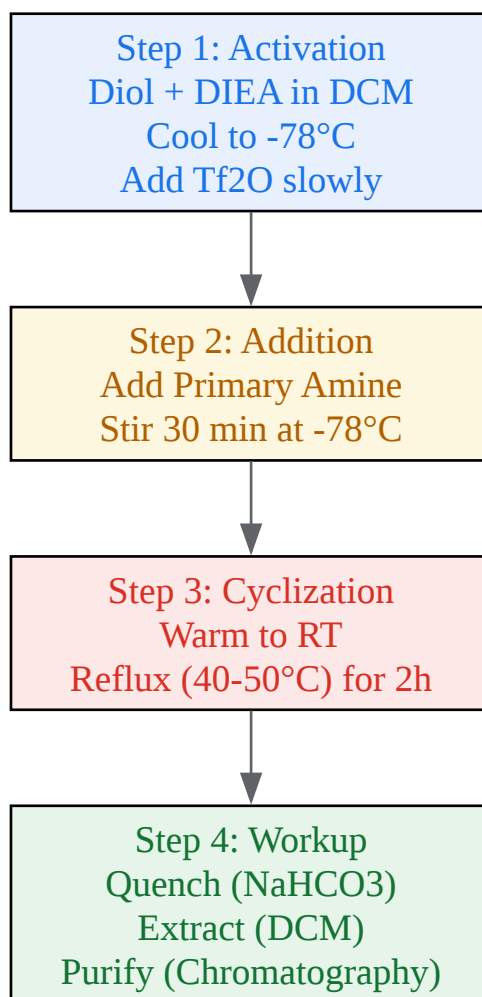 Step 1: Activation
Diol + DIEA in DCM
Cool to -78°C
Add Tf2O slowly
Step 2: Addition
Add Primary Amine
Stir 30 min at -78°C
Step 3: Cyclization
Warm to RT
Reflux (40-50°C) for 2h
Step 4: Workup
Quench (NaHCO3)
Extract (DCM)
Purify (Chromatography)